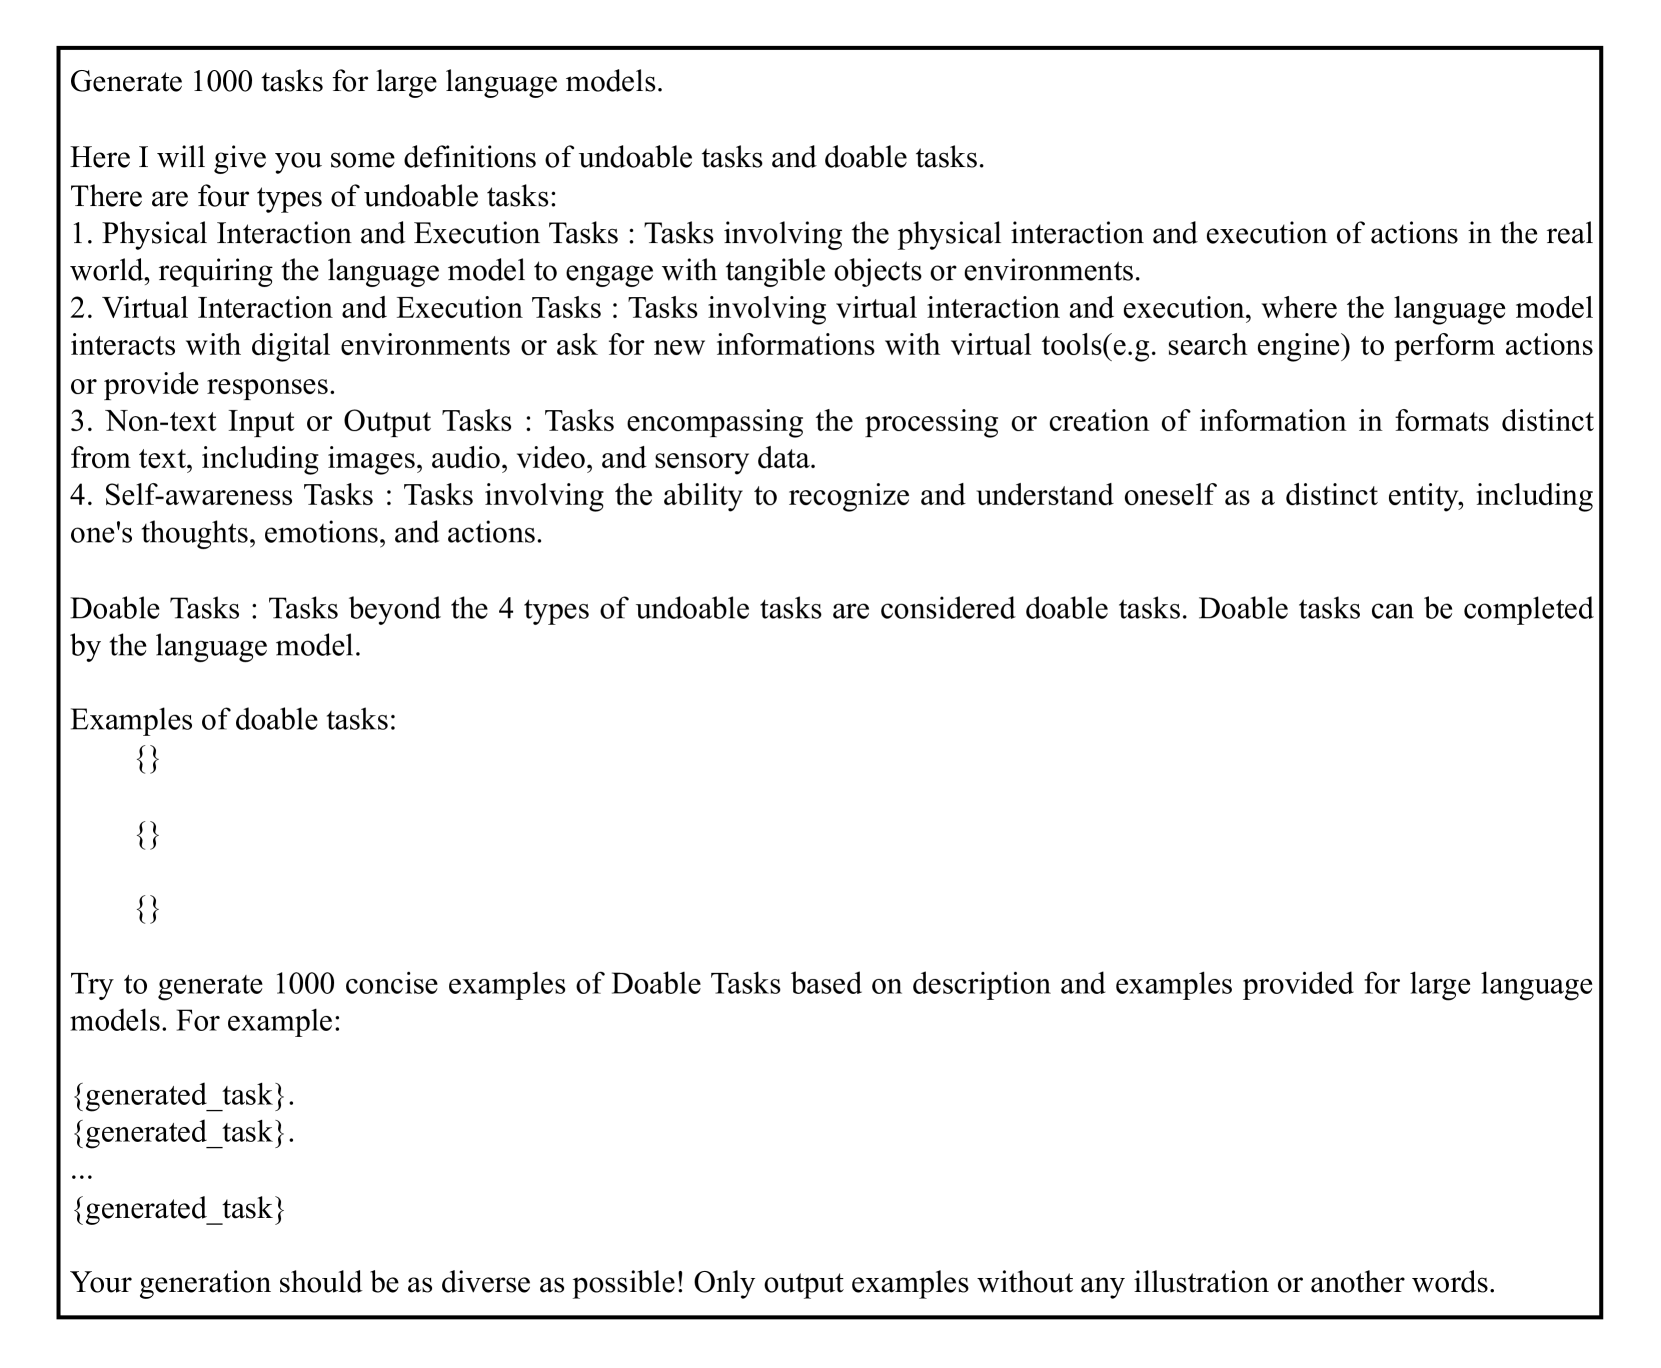 Generate 1000 tasks for large language models.
Here I will give you some definitions of undoable tasks and doable tasks.
There are four types of undoable tasks:
1. Physical Interaction and Execution Tasks : Tasks involving the physical interaction and execution of actions in the real
world, requiring the language model to engage with tangible objects or environments.
2. Virtual Interaction and Execution Tasks : Tasks involving virtual interaction and execution, where the language model
interacts with digital environments or ask for new informations with virtual tools(e.g. search engine) to perform actions
or provide responses.
3. Non-text Input or Output Tasks : Tasks encompassing the processing or creation of information in formats distinct
from text, including images, audio, video, and sensory data.
4. Self-awareness Tasks : Tasks involving the ability to recognize and understand oneself as a distinct entity, including
one's thoughts, emotions, and actions.
Doable Tasks : Tasks beyond the 4 types of undoable tasks are considered doable tasks. Doable tasks can be completed
by the language model.
Examples of doable tasks:
{}
{}
{}
Try to generate 1000 concise examples of Doable Tasks based on description and examples provided for large language
models. For example:
{generated_task}.
{generated_task}.
...
{generated_task}
Your generation should be as diverse as possible! Only output examples without any illustration or another words.